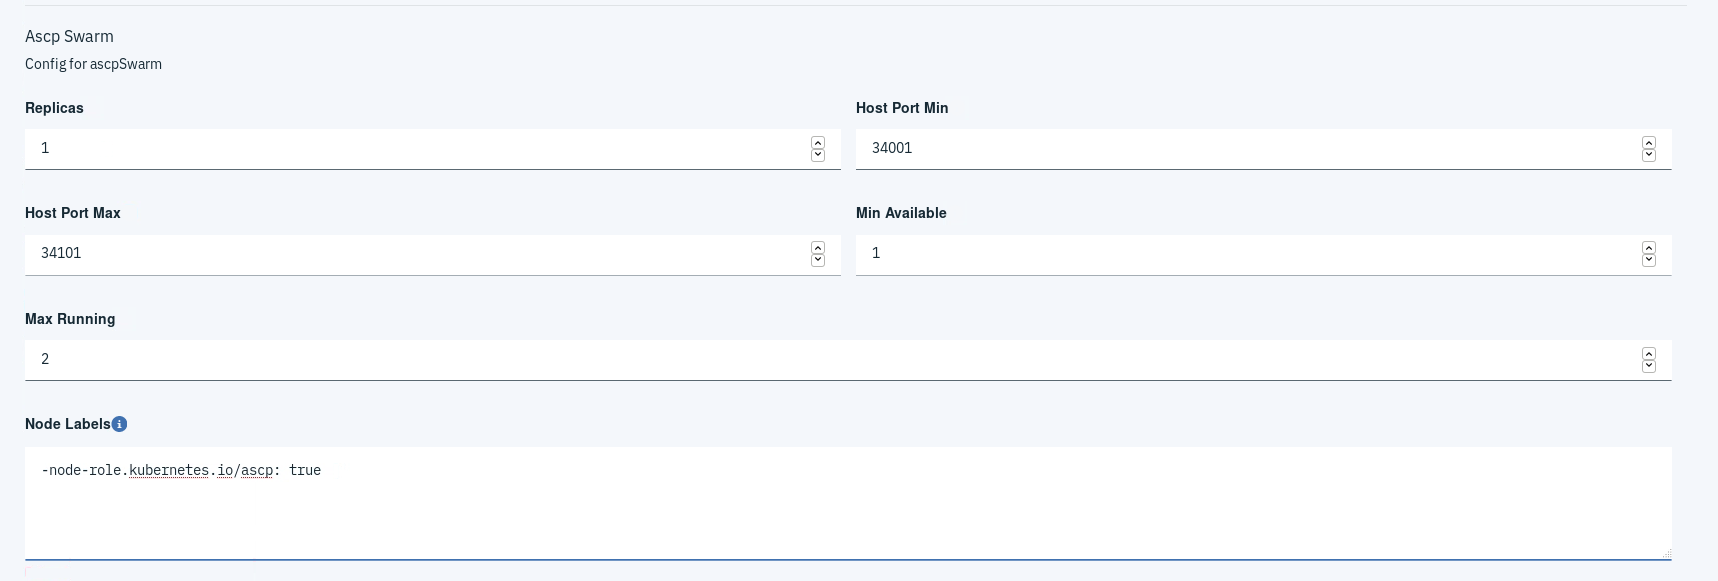 Ascp Swarm
Config for ascpSwarm
Replicas
Host Port Min
1
34001
Host Port Max
Min Available
34101
1
Max Running
2
Node Labels
-node-role.kubernetes.io/ascp: true